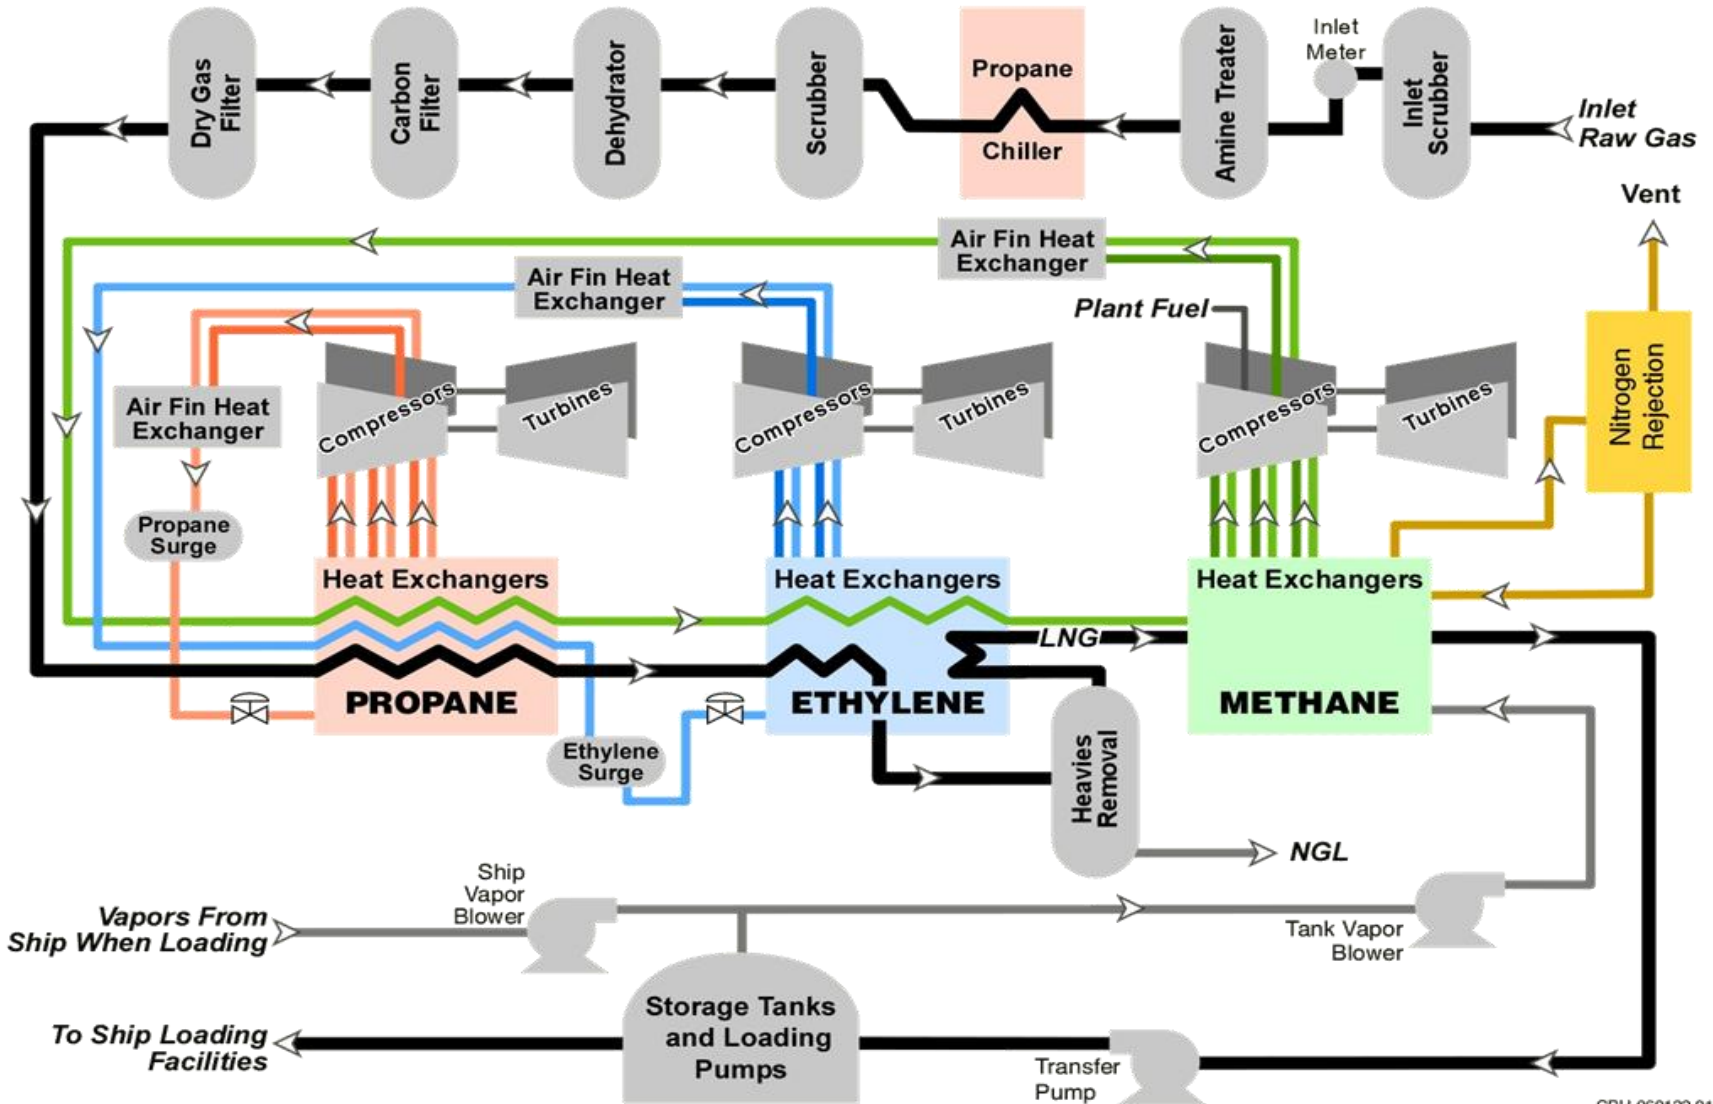 Dry Gas
Filter
Carbon
Filter
Dehydrator
Scrubber
Propane
Chiller
Amine Treater
Inlet
Meter
Inlet
Scrubber
Inlet
Raw Gas
Vent
Air Fin Heat
Exchanger
Air Fin Heat
Exchanger
Plant Fuel
Compressors
Turbines
Compressors
Turbines
Compressors
Turbines
Nitrogen
Rejection
Air Fin Heat
Exchanger
Propane
Surge
Heat Exchangers
PROPANE
Heat Exchangers
ETHYLENE
LNG
Heat Exchangers
METHANE
Ethylene
Surge
Heavies
Removal
NGL
Ship
Vapor
Blower
Vapors From
Ship When Loading
Tank Vapor
Blower
Storage Tanks
and Loading
Pumps
To Ship Loading
Facilities
Transfer
Pump